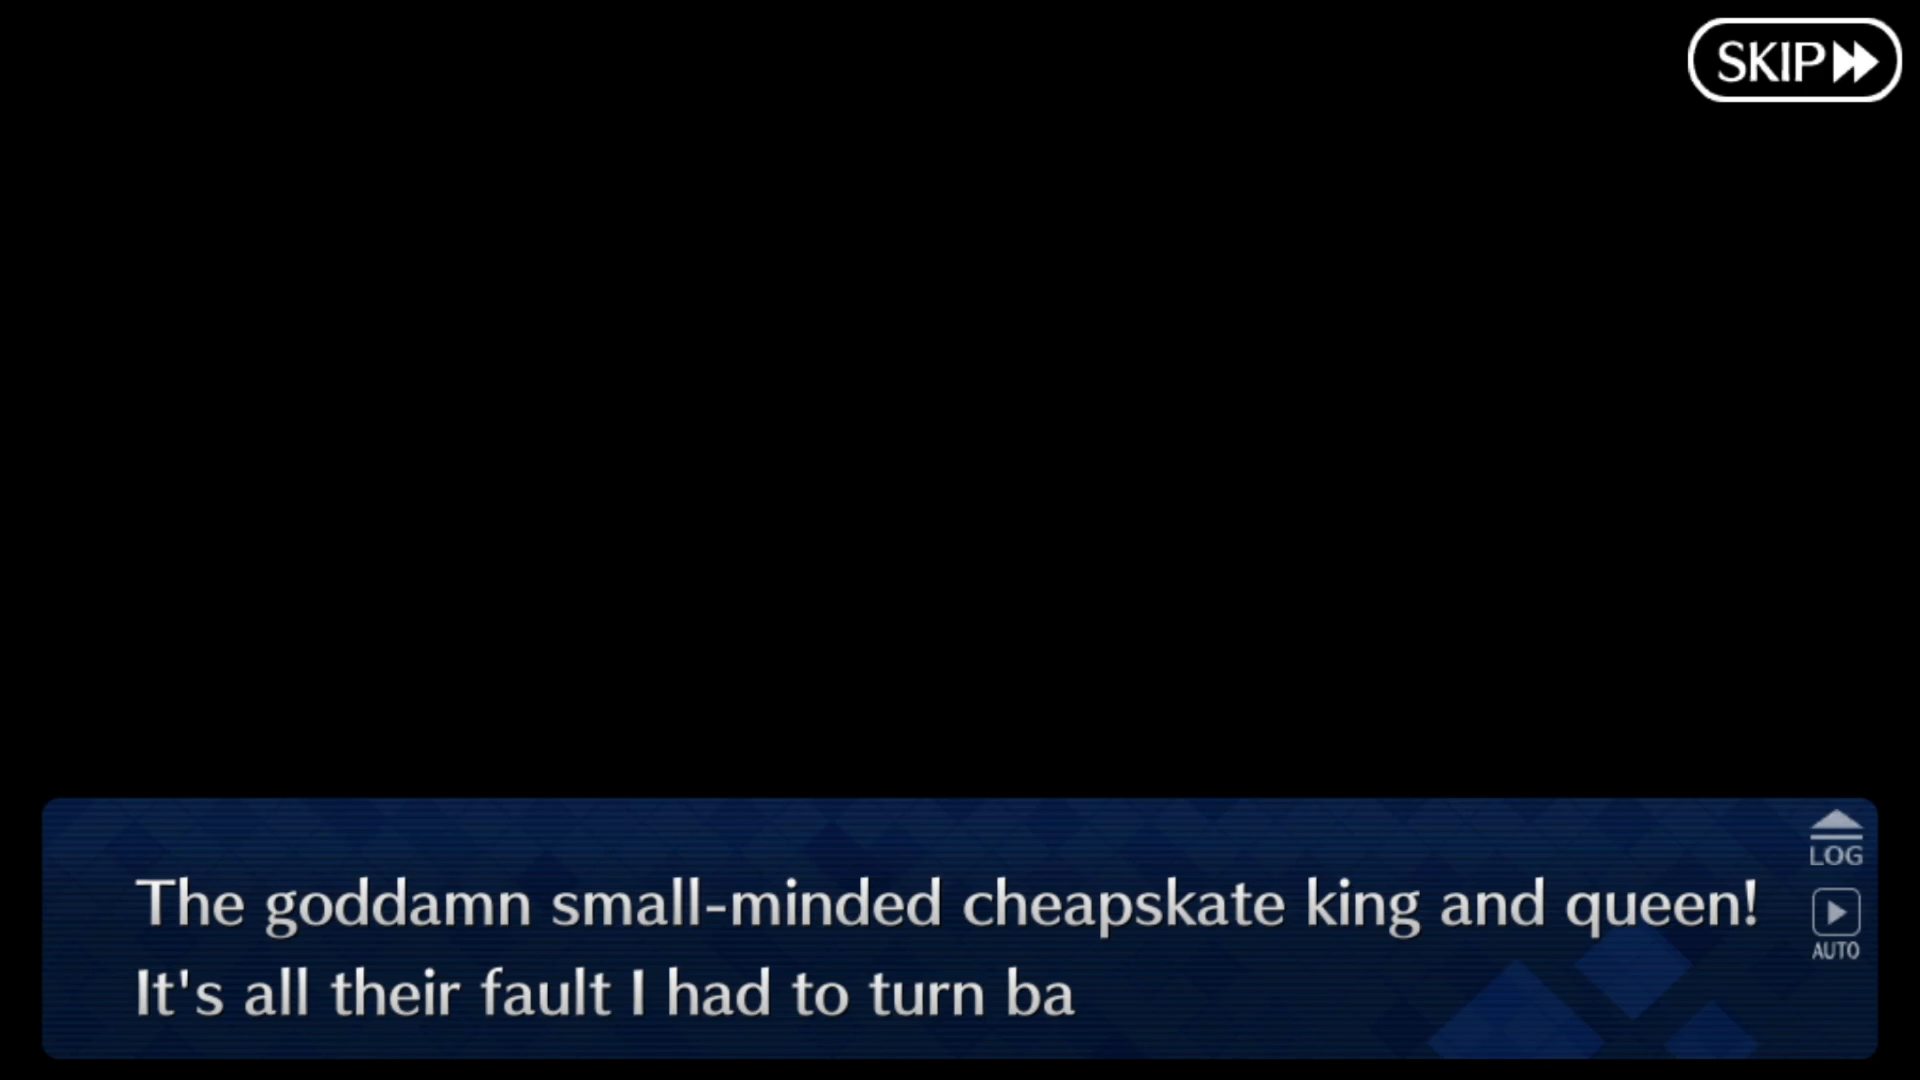 SKIP
LOG
The goddamn small-minded cheapskate king and queen!
It's all their fault I had to turn ba
AUTO